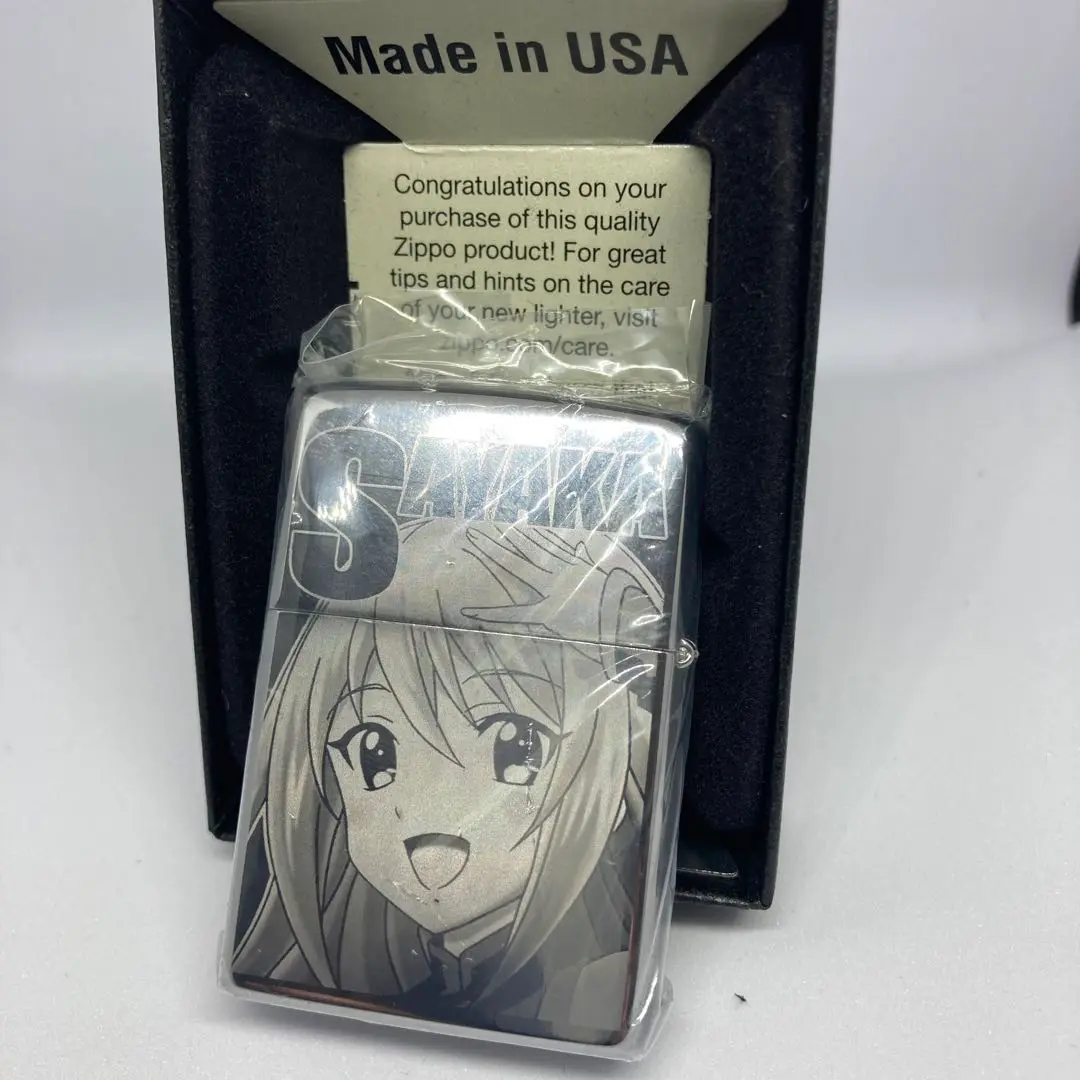 Made in USA
Congratulations on your
purchase of this quality
Zippo product! For great
tips and hints on the care
of your new lighter, visit
zippo.com/care.
SAYAKA